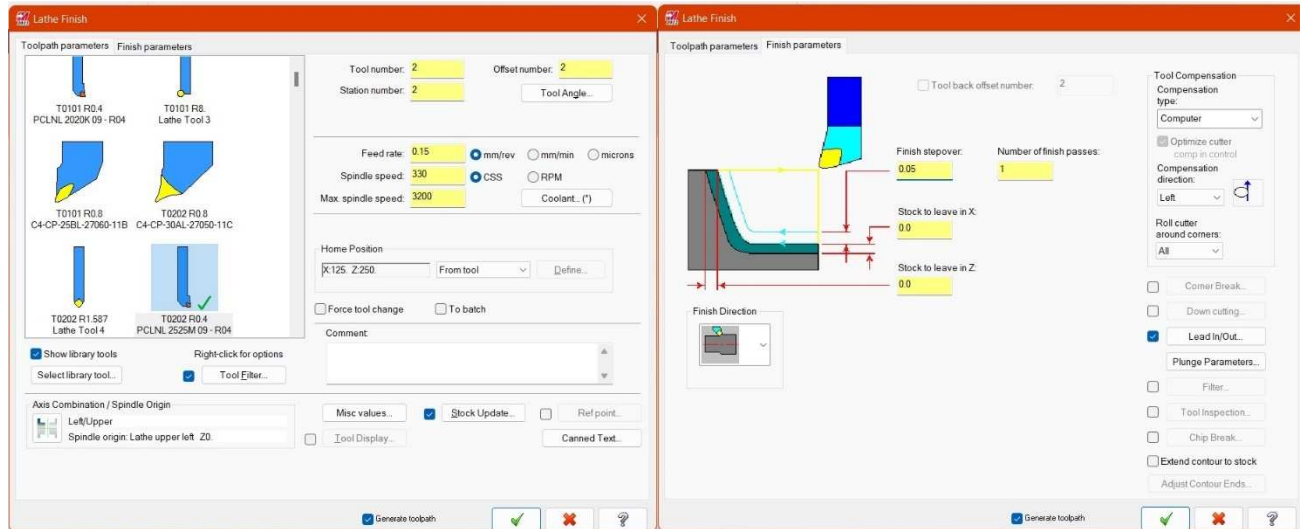 Lathe Finish
Toolpath parameters Finish parameters
T0101 R0.4
PCLNL 2020K 09 - R04
T0101 R8.
Lathe Tool 3
T0101 R0.8
C4-CP-25BL-27060-11B
T0202 R0.8
C4-CP-30AL-27050-11C
T0202 R1.587
Lathe Tool 4
T0202 R0.4
PCLNL 2525M 09 - R04
Show library tools
Right-click for options
Select library tool...
Tool Filter...
Axis Combination / Spindle Origin
Left/Upper
Spindle origin: Lathe upper left Z0.
Tool number: 2
Offset number: 2
Station number: 2
Tool Angle...
Feed rate: 0.15 mm/rev mm/min microns
Spindle speed: 330 CSS RPM
Max. spindle speed: 3200
Coolant.. (*)
Home Position
X:125. Z:250. From tool Define...
Force tool change To batch
Comment:
Misc values... Stock Update... Ref point...
Tool Display... Canned Text...
Generate toolpath
Lathe Finish
Toolpath parameters Finish parameters
Tool back offset number: 2
Finish stepover:
0.05
Number of finish passes:
1
Stock to leave in X:
0.0
Stock to leave in Z:
0.0
Finish Direction
Tool Compensation
Compensation
type:
Computer
Optimize cutter
comp in control
Compensation
direction:
Left
Roll cutter
around corners:
All
Corner Break...
Down cutting...
Lead In/Out...
Plunge Parameters...
Filter...
Tool Inspection...
Chip Break...
Extend contour to stock
Adjust Contour Ends...
Generate toolpath